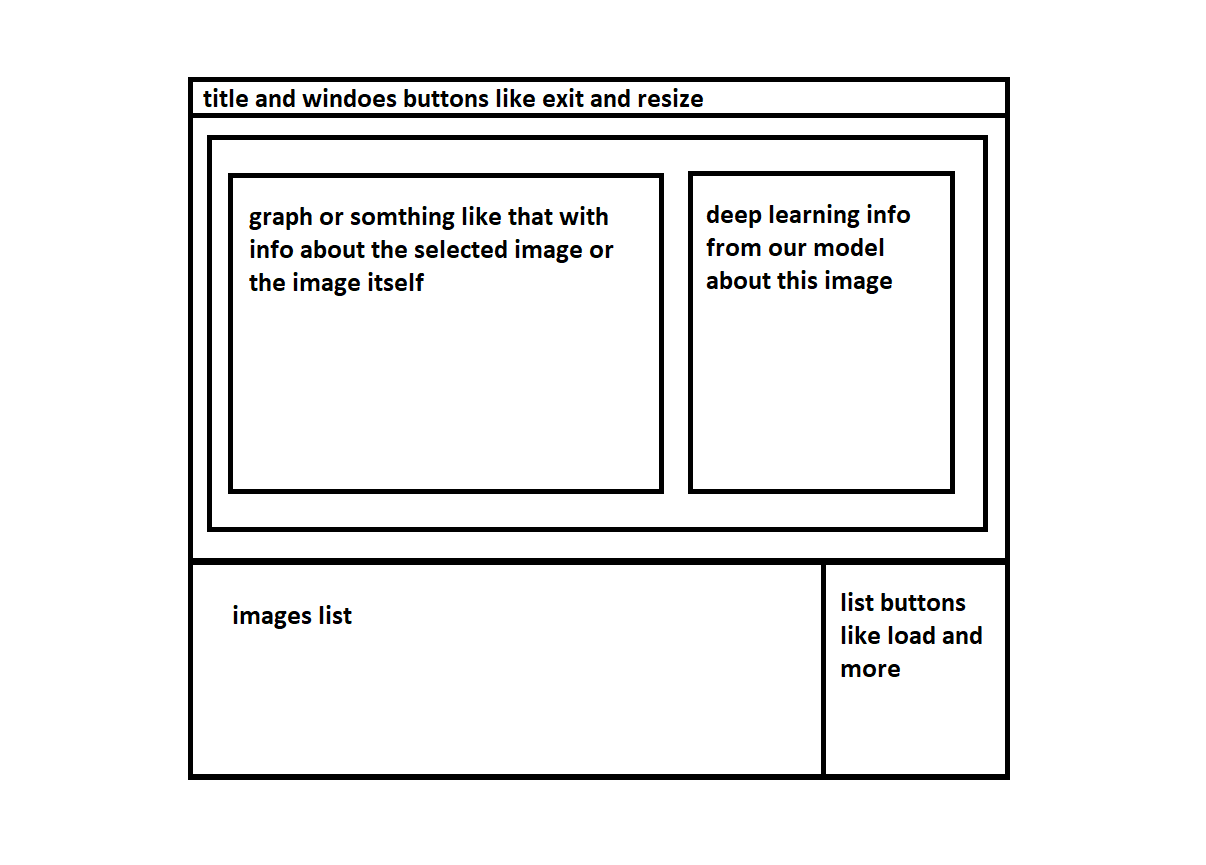 title and windoes buttons like exit and resize
graph or somthing like that with
info about the selected image or
the image itself
deep learning info
from our model
about this image
images list
list buttons
like load and
more